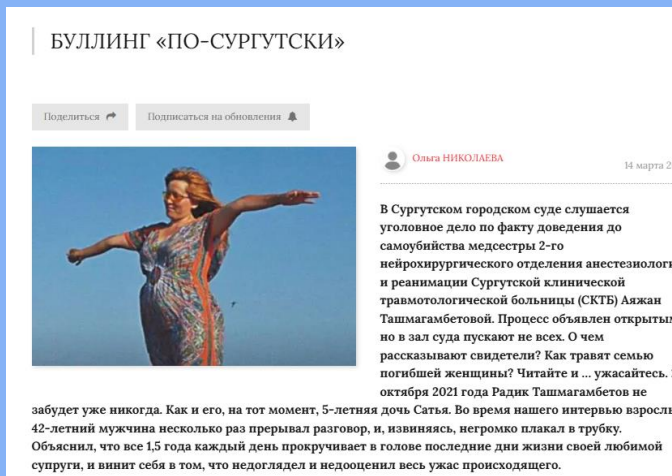 БУЛЛИНГ «ПО-СУРГУТСКИ»
Поделиться
Подписаться на обновления
Ольга НИКОЛАЕВА
14 марта 2
В Сургутском городском суде слушается
уголовное дело по факту доведения до
самоубийства медсестры 2-го
нейрохирургического отделения анестезиологи
и реанимации Сургутской клинической
травмотологической больницы (СКТБ) Аяжан
Ташмагамбетовой. Процесс объявлен открытым
но в зал суда пускают не всех. О чем
рассказывают свидетели? Как травят семью
погибшей женщины? Читайте и ... ужасайтесь.
октября 2021 года Радик Ташмагамбетов не
забудет уже никогда. Как и его, на тот момент, 5-летняя дочь Сатья. Во время нашего интервью взрослы
42-летний мужчина несколько раз прерывал разговор, и, извиняясь, негромко плакал в трубку.
Объяснил, что все 1,5 года каждый день прокручивает в голове последние дни жизни своей любимой
супруги, и винит себя в том, что недоглядел и недооценил весь ужас происходящего.